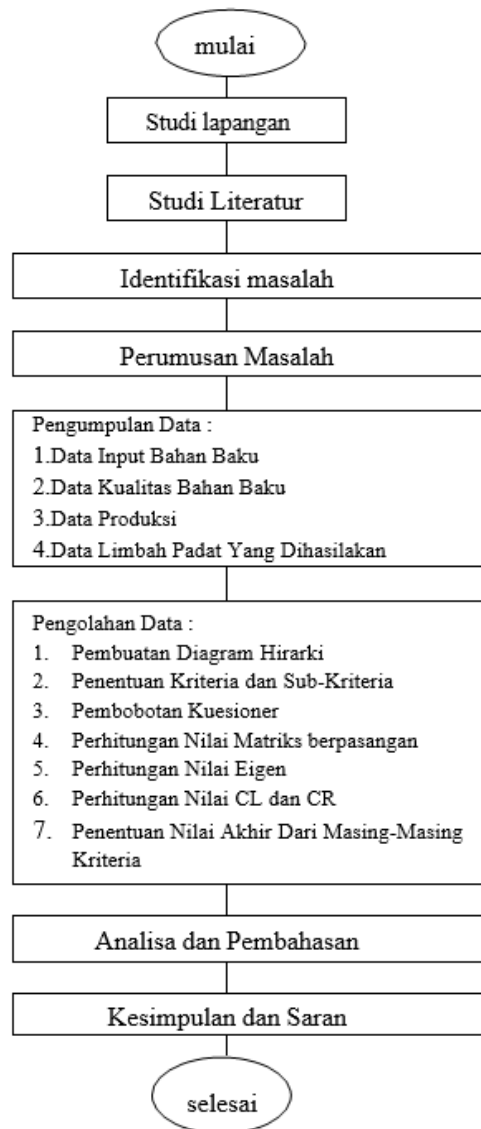 mulai
Studi lapangan
Studi Literatur
Identifikasi masalah
Perumusan Masalah
Pengumpulan Data :
1.Data Input Bahan Baku
2.Data Kualitas Bahan Baku
3.Data Produksi
4.Data Limbah Padat Yang Dihasilakan
Pengolahan Data :
1. Pembuatan Diagram Hirarki
2. Penentuan Kriteria dan Sub-Kriteria
3. Pembobotan Kuesioner
4. Perhitungan Nilai Matriks berpasangan
5. Perhitungan Nilai Eigen
6. Perhitungan Nilai CL dan CR
7. Penentuan Nilai Akhir Dari Masing-Masing
Kriteria
Analisa dan Pembahasan
Kesimpulan dan Saran
selesai